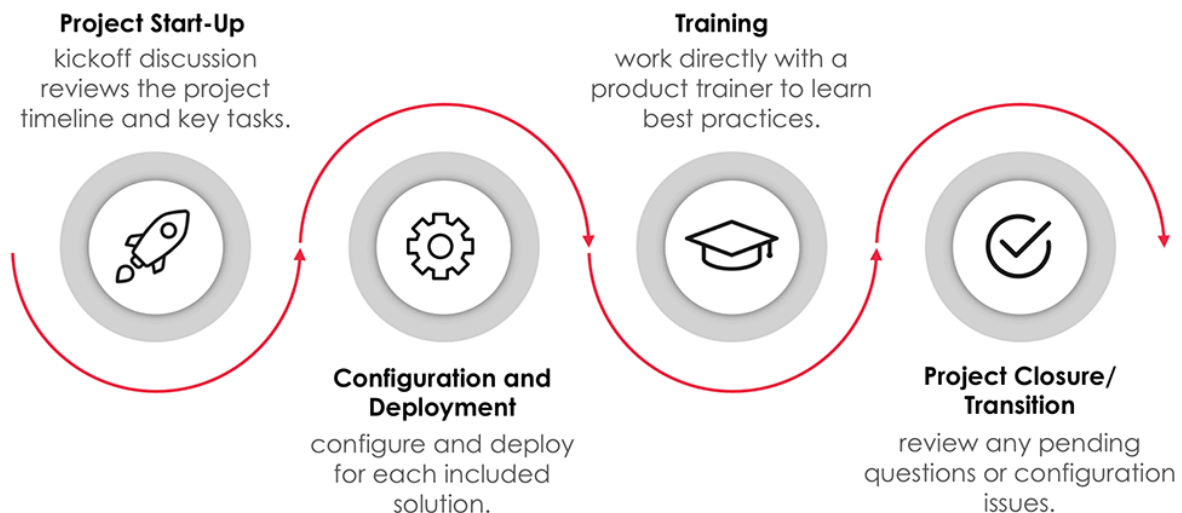 Project Start-Up
kickoff discussion
reviews the project
timeline and key tasks.
Configuration and
Deployment
configure and deploy
for each included
solution.
Training
work directly with a
product trainer to learn
best practices.
Project Closure/
Transition
review any pending
questions or configuration
issues.